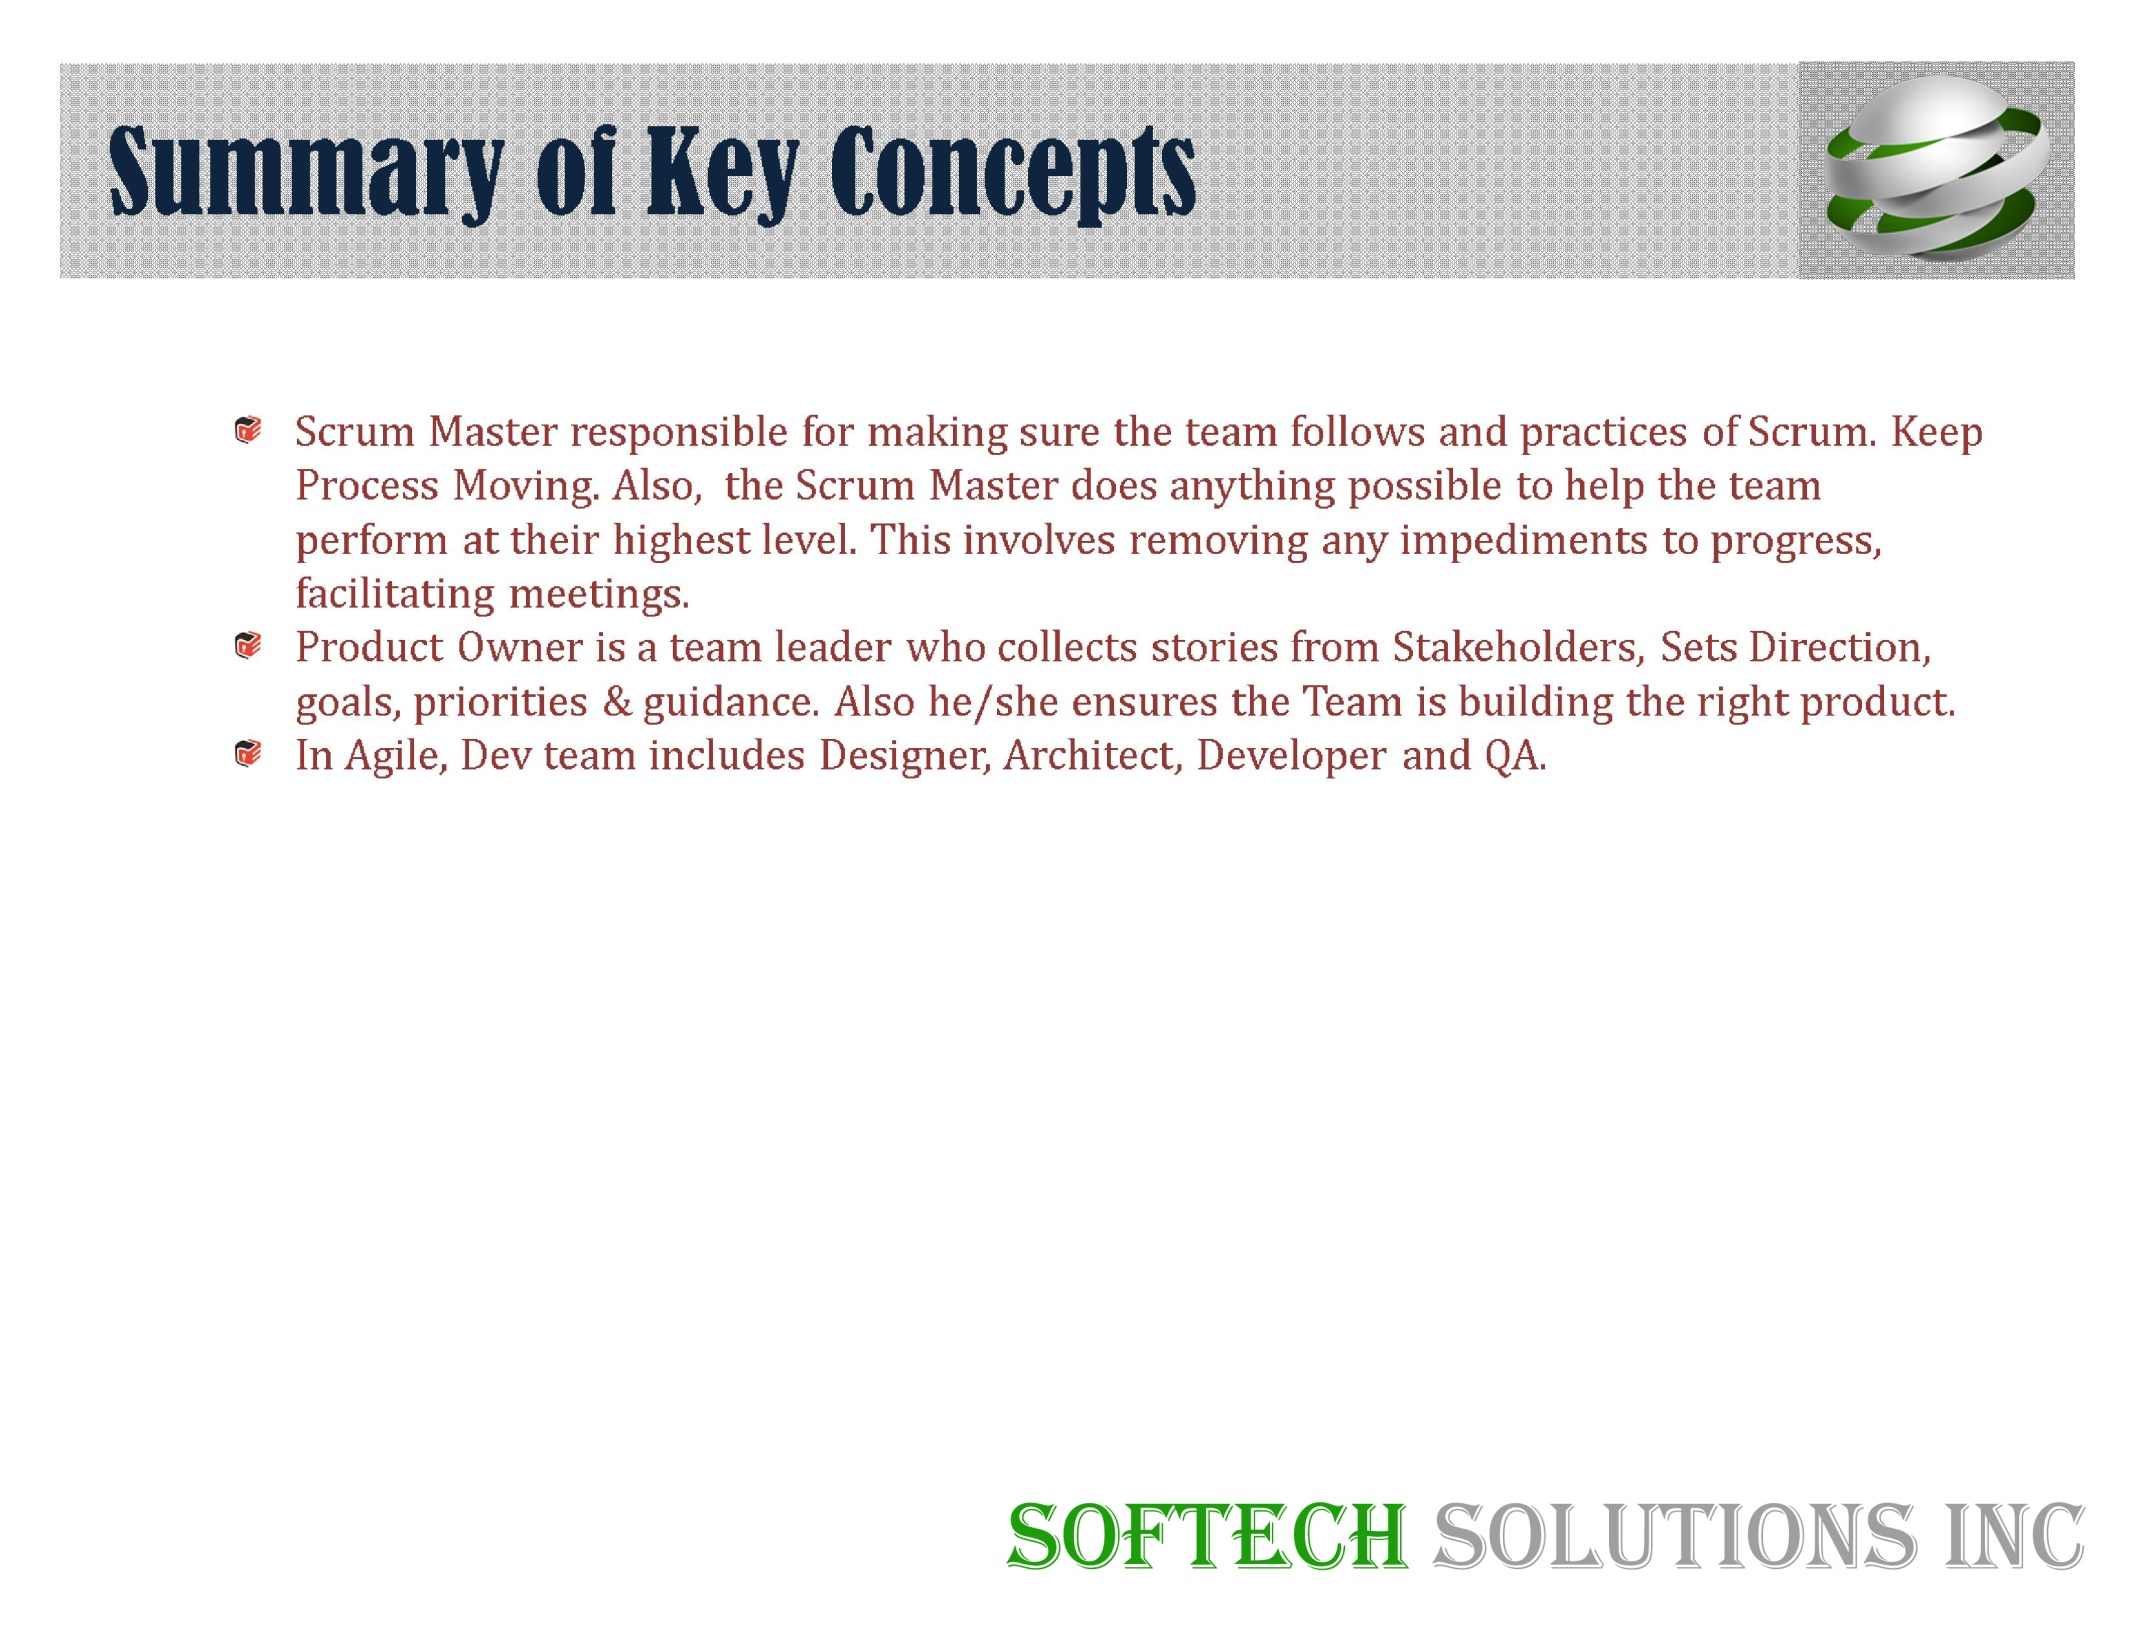 Summary of Key Concepts
Scrum Master responsible for making sure the team follows and practices of Scrum. Keep
Process Moving. Also,  the Scrum Master does anything possible to help the team
perform at their highest level. This involves removing any impediments to progress,
facilitating meetings.
Product Owner is a team leader who collects stories from Stakeholders, Sets Direction,
goals, priorities & guidance. Also he/she ensures the Team is building the right product.
In Agile, Dev team includes Designer, Architect, Developer and QA.
SOFTECH SOLUTIONS INC